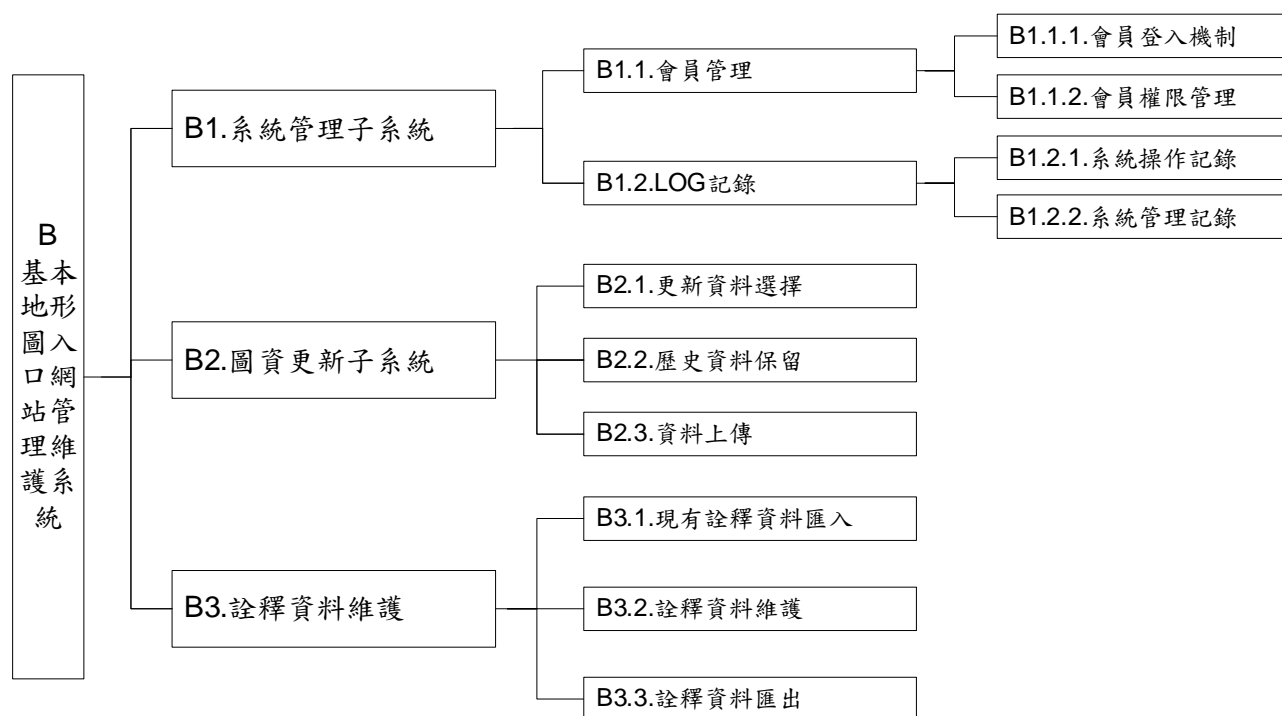 B
基本
地形
圖入
口網
站管
理維
護系
統
B1.系統管理子系統
B1.1.會員管理
B1.1.1.會員登入機制
B1.1.2.會員權限管理
B1.2.LOG記錄
B1.2.1.系統操作記錄
B1.2.2.系統管理記錄
B2.圖資更新子系統
B2.1.更新資料選擇
B2.2.歷史資料保留
B2.3.資料上傳
B3.詮釋資料維護
B3.1.現有詮釋資料匯入
B3.2.詮釋資料維護
B3.3.詮釋資料匯出